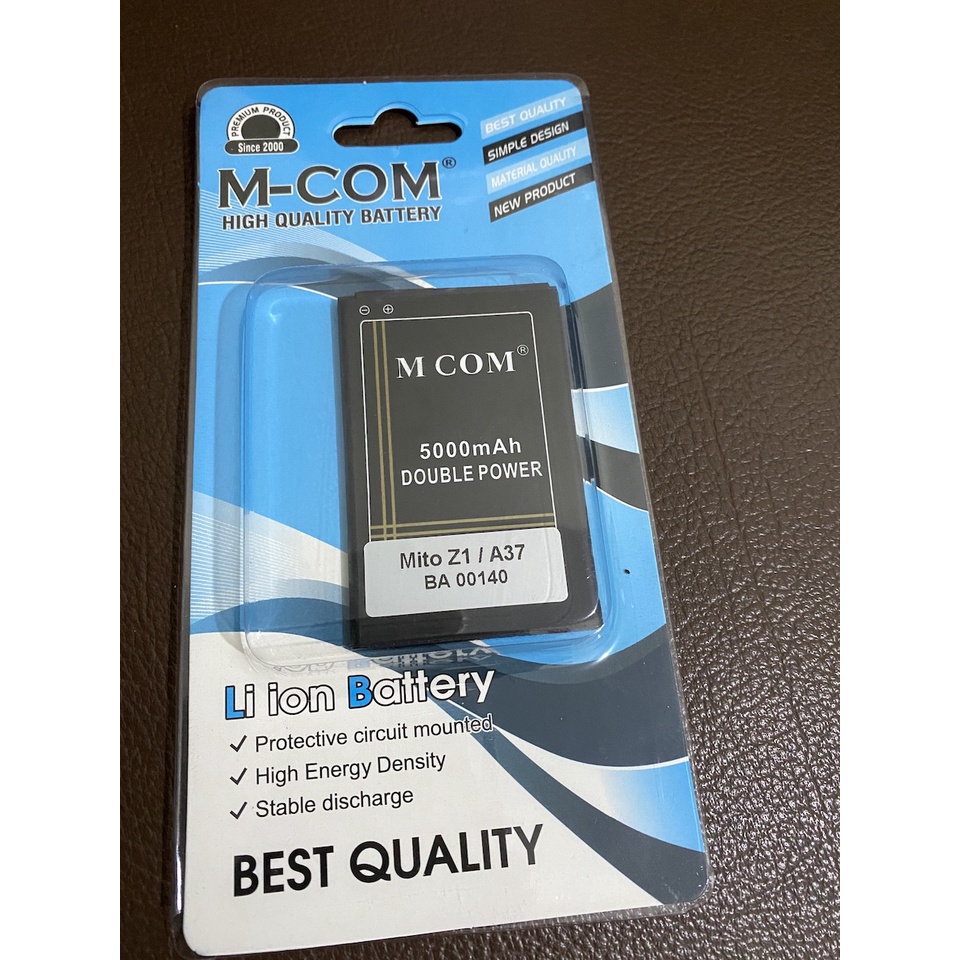 PREMIUM PRODUCT
Since 2000
M-COM®
HIGH QUALITY BATTERY
BEST QUALITY
SIMPLE DESIGN
MATERIAL QUALITY
NEW PRODUCT
⊖ ⊕
M COM®
5000mAh
DOUBLE POWER
Mito Z1 / A37
BA 00140
Li ion Battery
✓ Protective circuit mounted
✓ High Energy Density
✓ Stable discharge
BEST QUALITY